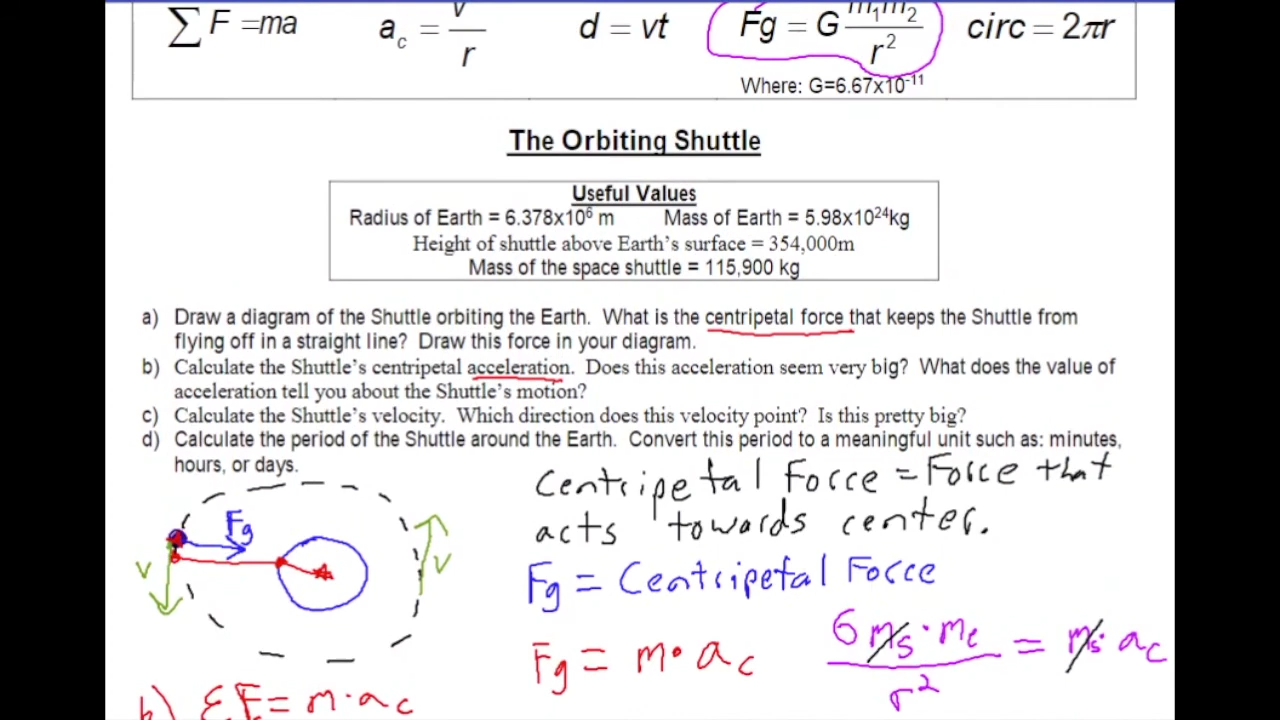 ∑F =ma   a_c = v/r   d = vt   Fg = G m₁m₂/r²   circ = 2πr
Where: G=6.67x10⁻¹¹
The Orbiting Shuttle
Useful Values
Radius of Earth = 6.378x10⁶ m   Mass of Earth = 5.98x10²⁴kg
Height of shuttle above Earth's surface = 354,000m
Mass of the space shuttle = 115,900 kg
a) Draw a diagram of the Shuttle orbiting the Earth. What is the centripetal force that keeps the Shuttle from
flying off in a straight line? Draw this force in your diagram.
b) Calculate the Shuttle's centripetal acceleration. Does this acceleration seem very big? What does the value of
acceleration tell you about the Shuttle's motion?
c) Calculate the Shuttle's velocity. Which direction does this velocity point? Is this pretty big?
d) Calculate the period of the Shuttle around the Earth. Convert this period to a meaningful unit such as: minutes,
hours, or days.
Centripetal Force = Force that
acts towards center.
Fg
v
v
Fg = Centripetal Force
Fg = m · a_c
G m_s · m_e / r² = m_s · a_c
b) ΣF_c = m · a_c